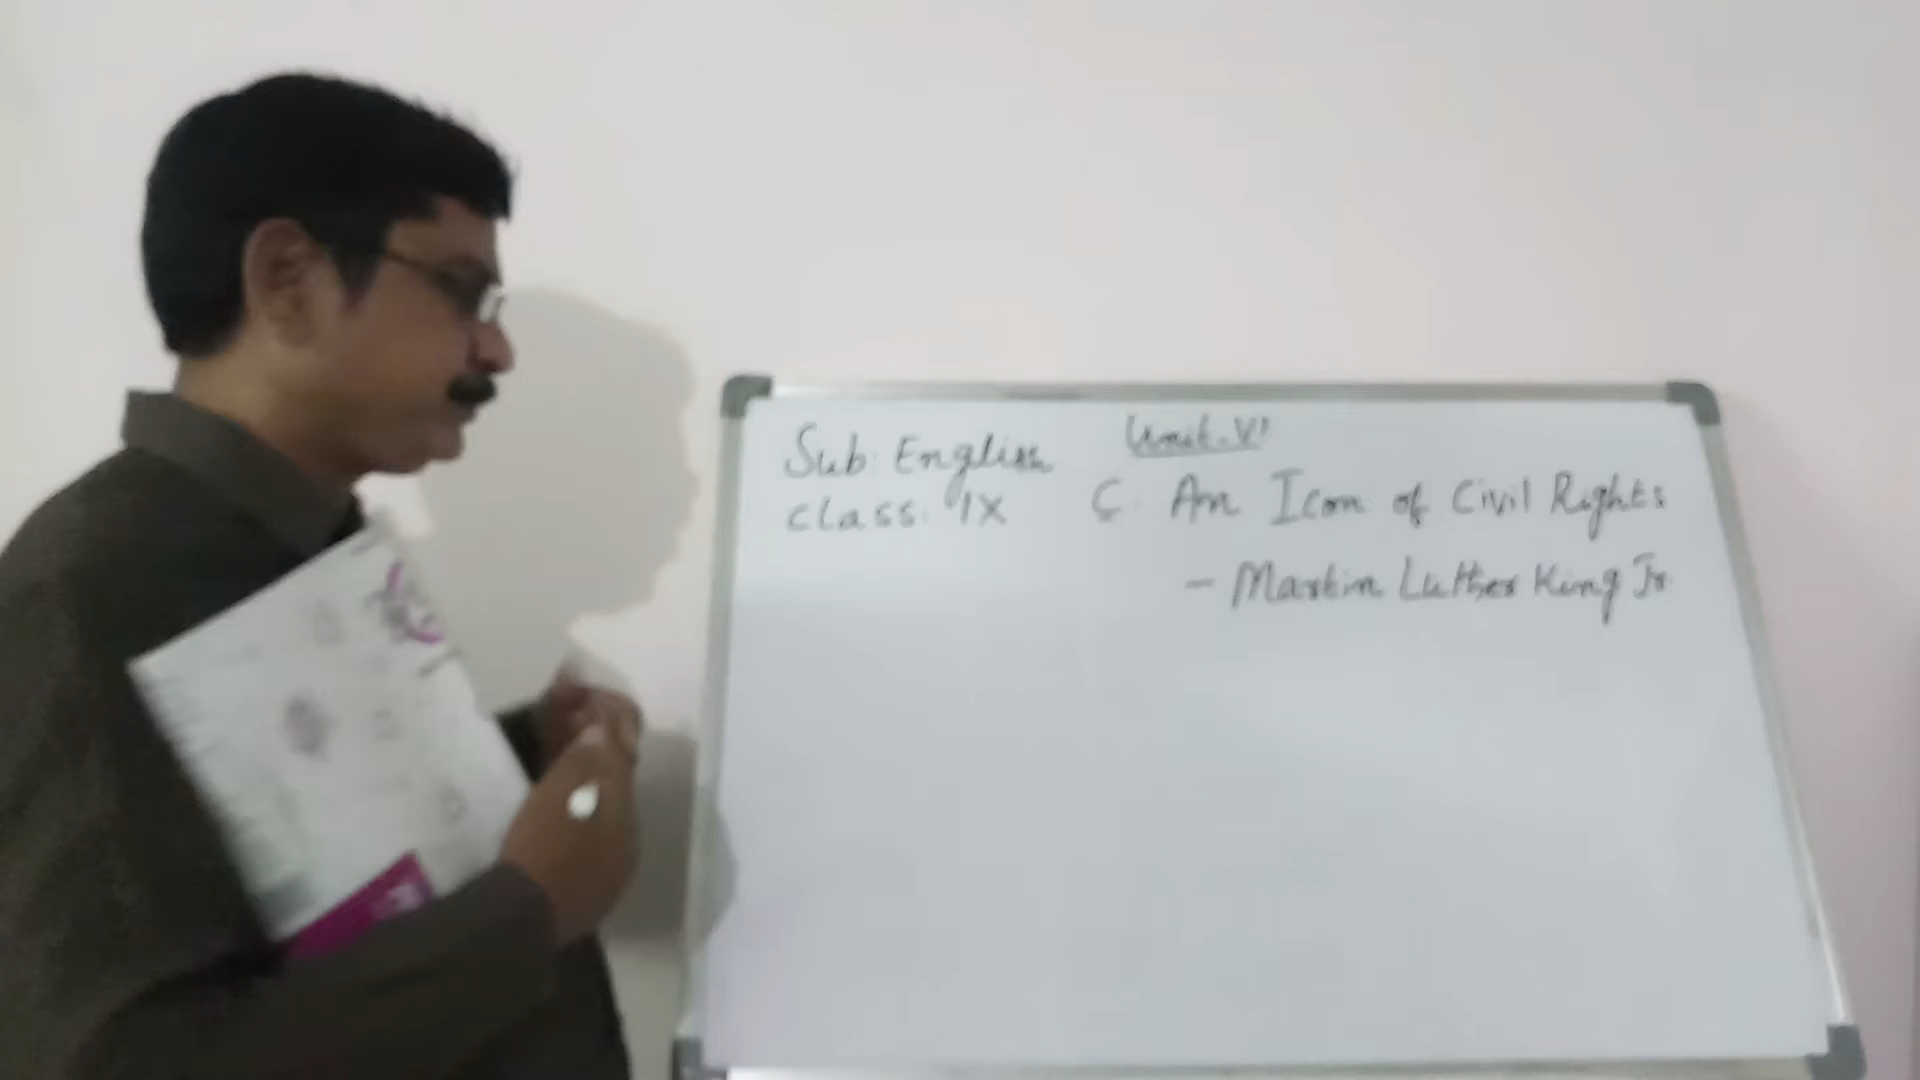 Sub: English
Class: IX
Unit-VI
C. An Icon of Civil Rights
- Martin Luther King Jr.